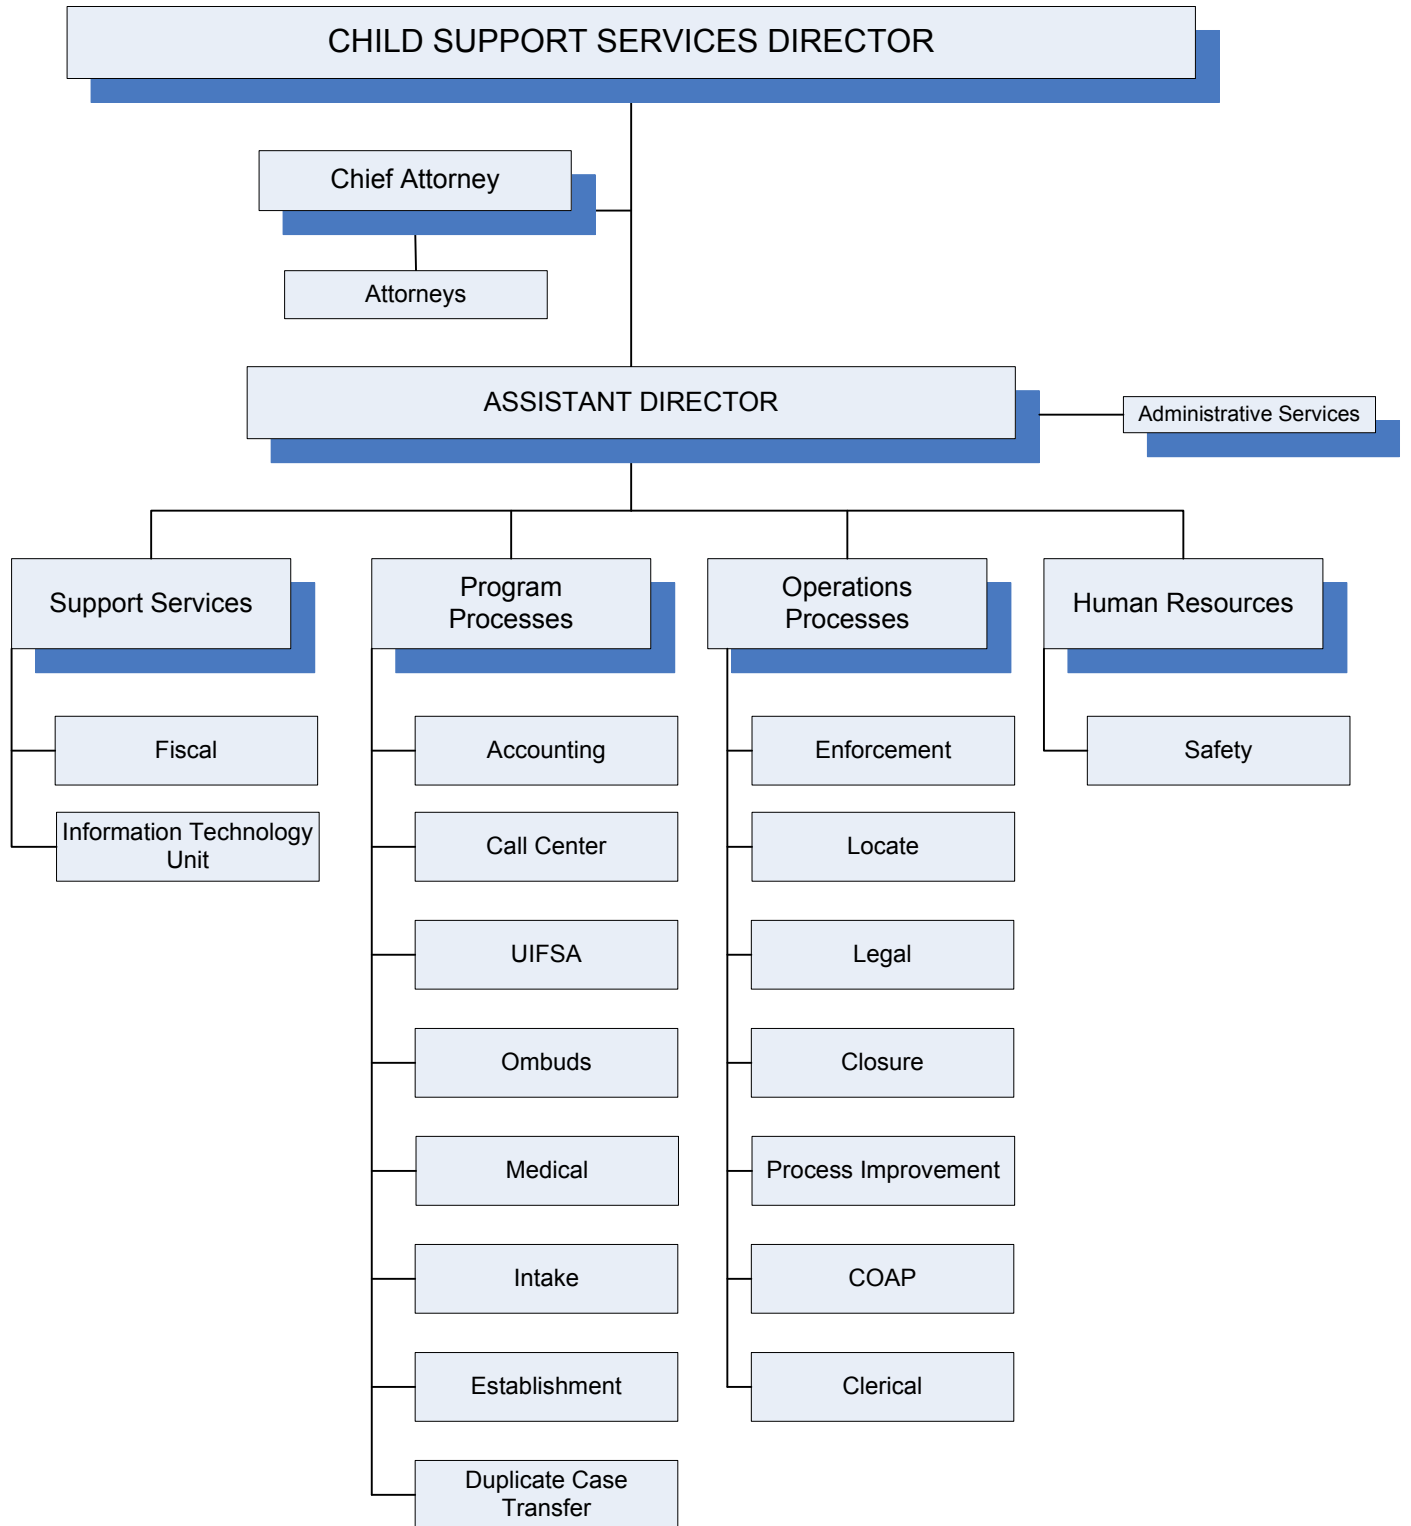 CHILD SUPPORT SERVICES DIRECTOR
Chief Attorney
Attorneys
ASSISTANT DIRECTOR
Administrative Services
Support Services
Program
Processes
Operations
Processes
Human Resources
Fiscal
Information Technology
Unit
Accounting
Call Center
UIFSA
Ombuds
Medical
Intake
Establishment
Duplicate Case
Transfer
Enforcement
Locate
Legal
Closure
Process Improvement
COAP
Clerical
Safety